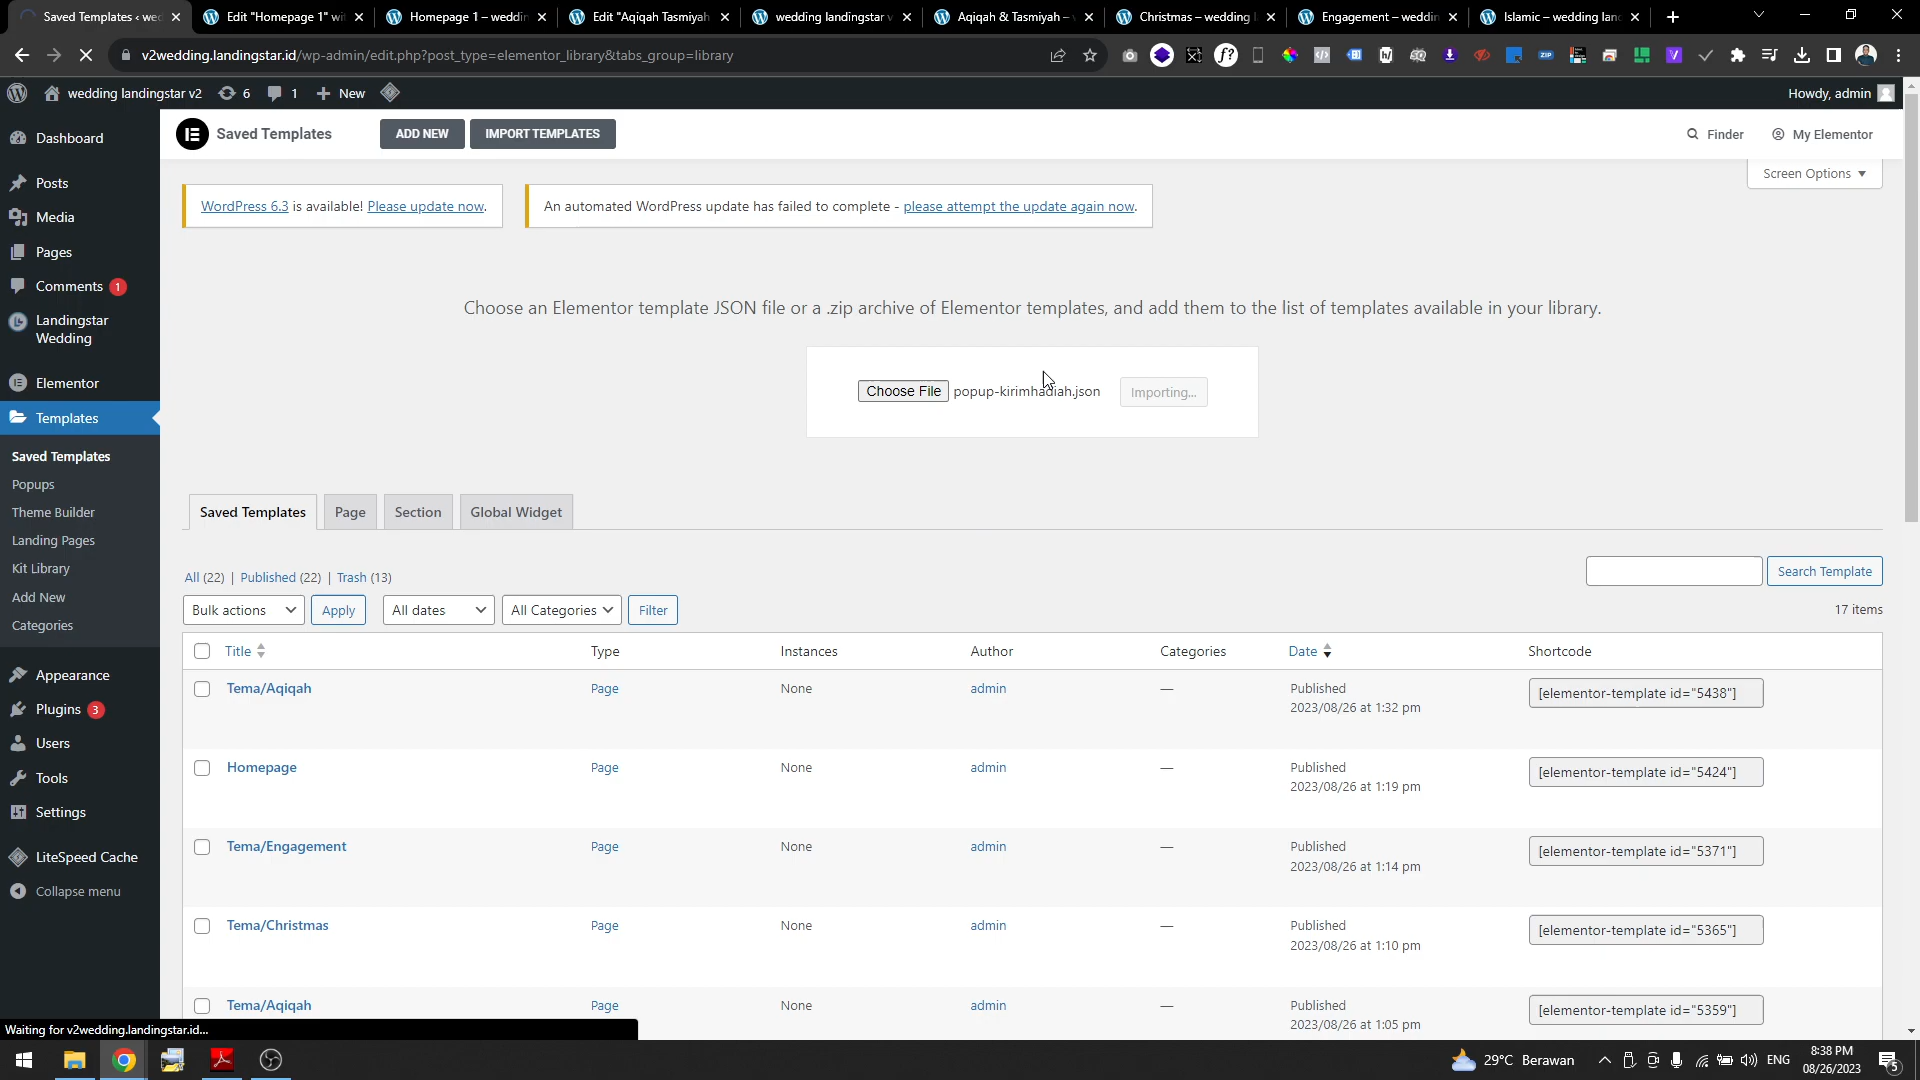 Saved Templates ‹ wed
Edit "Homepage 1" wit
Homepage 1 – weddin
Edit "Aqiqah Tasmiyah
wedding landingstar v
Aqiqah & Tasmiyah –
Christmas – wedding l
Engagement – weddin
Islamic – wedding lan
v2wedding.landingstar.id/wp-admin/edit.php?post_type=elementor_library&tabs_group=library
wedding landingstar v2
6
1
New
Howdy, admin
Dashboard
Posts
Media
Pages
Comments 1
Landingstar
Wedding
Elementor
Templates
Saved Templates
Popups
Theme Builder
Landing Pages
Kit Library
Add New
Categories
Appearance
Plugins 3
Users
Tools
Settings
LiteSpeed Cache
Collapse menu
Saved Templates
ADD NEW
IMPORT TEMPLATES
Finder
My Elementor
Screen Options
WordPress 6.3 is available! Please update now.
An automated WordPress update has failed to complete - please attempt the update again now.
Choose an Elementor template JSON file or a .zip archive of Elementor templates, and add them to the list of templates available in your library.
Choose File popup-kirimhadiah.json
Importing...
Saved Templates
Page
Section
Global Widget
All (22) | Published (22) | Trash (13)
Search Template
Bulk actions
Apply
All dates
All Categories
Filter
17 items
Title Type Instances Author Categories Date Shortcode
Tema/Aqiqah Page None admin — Published [elementor-template id="5438"]
2023/08/26 at 1:32 pm
Homepage Page None admin — Published [elementor-template id="5424"]
2023/08/26 at 1:19 pm
Tema/Engagement Page None admin — Published [elementor-template id="5371"]
2023/08/26 at 1:14 pm
Tema/Christmas Page None admin — Published [elementor-template id="5365"]
2023/08/26 at 1:10 pm
Tema/Aqiqah Page None admin — Published [elementor-template id="5359"]
2023/08/26 at 1:05 pm
Waiting for v2wedding.landingstar.id...
29°C Berawan
ENG
8:38 PM
08/26/2023
5